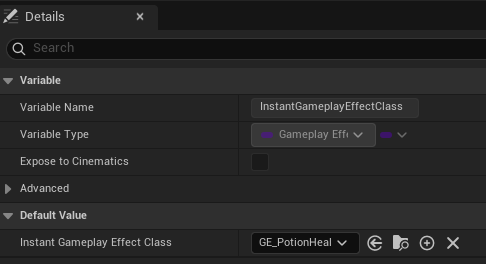 Details
Search
Variable
Variable Name InstantGameplayEffectClass
Variable Type Gameplay Effe
Expose to Cinematics
Advanced
Default Value
Instant Gameplay Effect Class GE_PotionHeal